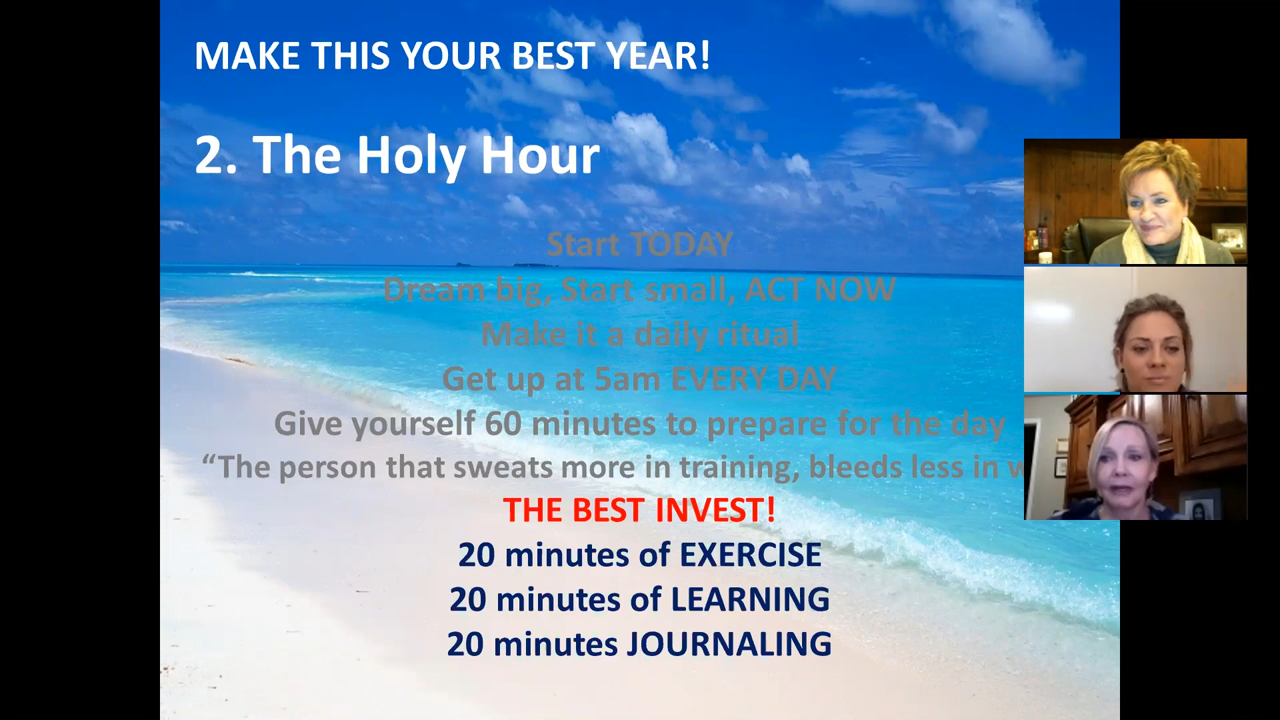 MAKE THIS YOUR BEST YEAR!
2. The Holy Hour
Start TODAY
Dream big, Start small, ACT NOW
Make it a daily ritual
Get up at 5am EVERY DAY
Give yourself 60 minutes to prepare for the day
“The person that sweats more in training, bleeds less in
THE BEST INVEST!
20 minutes of EXERCISE
20 minutes of LEARNING
20 minutes JOURNALING